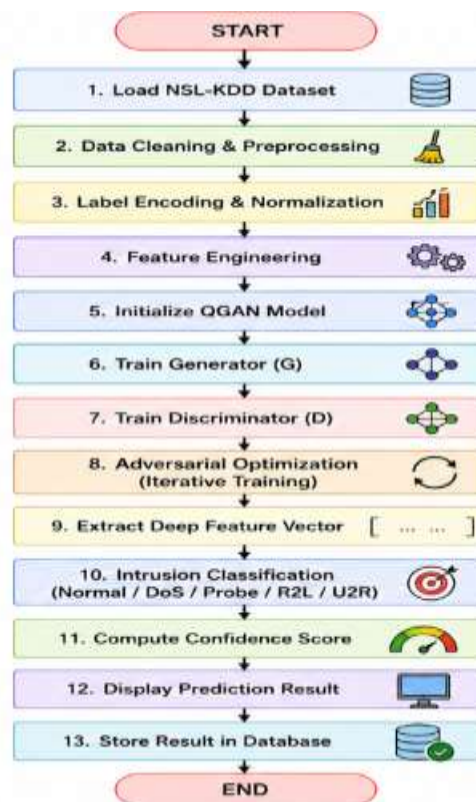 START
1. Load NSL-KDD Dataset
2. Data Cleaning & Preprocessing
3. Label Encoding & Normalization
4. Feature Engineering
5. Initialize QGAN Model
6. Train Generator (G)
7. Train Discriminator (D)
8. Adversarial Optimization
(Iterative Training)
9. Extract Deep Feature Vector [ ... ... ]
10. Intrusion Classification
(Normal / DoS / Probe / R2L / U2R)
11. Compute Confidence Score
12. Display Prediction Result
13. Store Result in Database
END